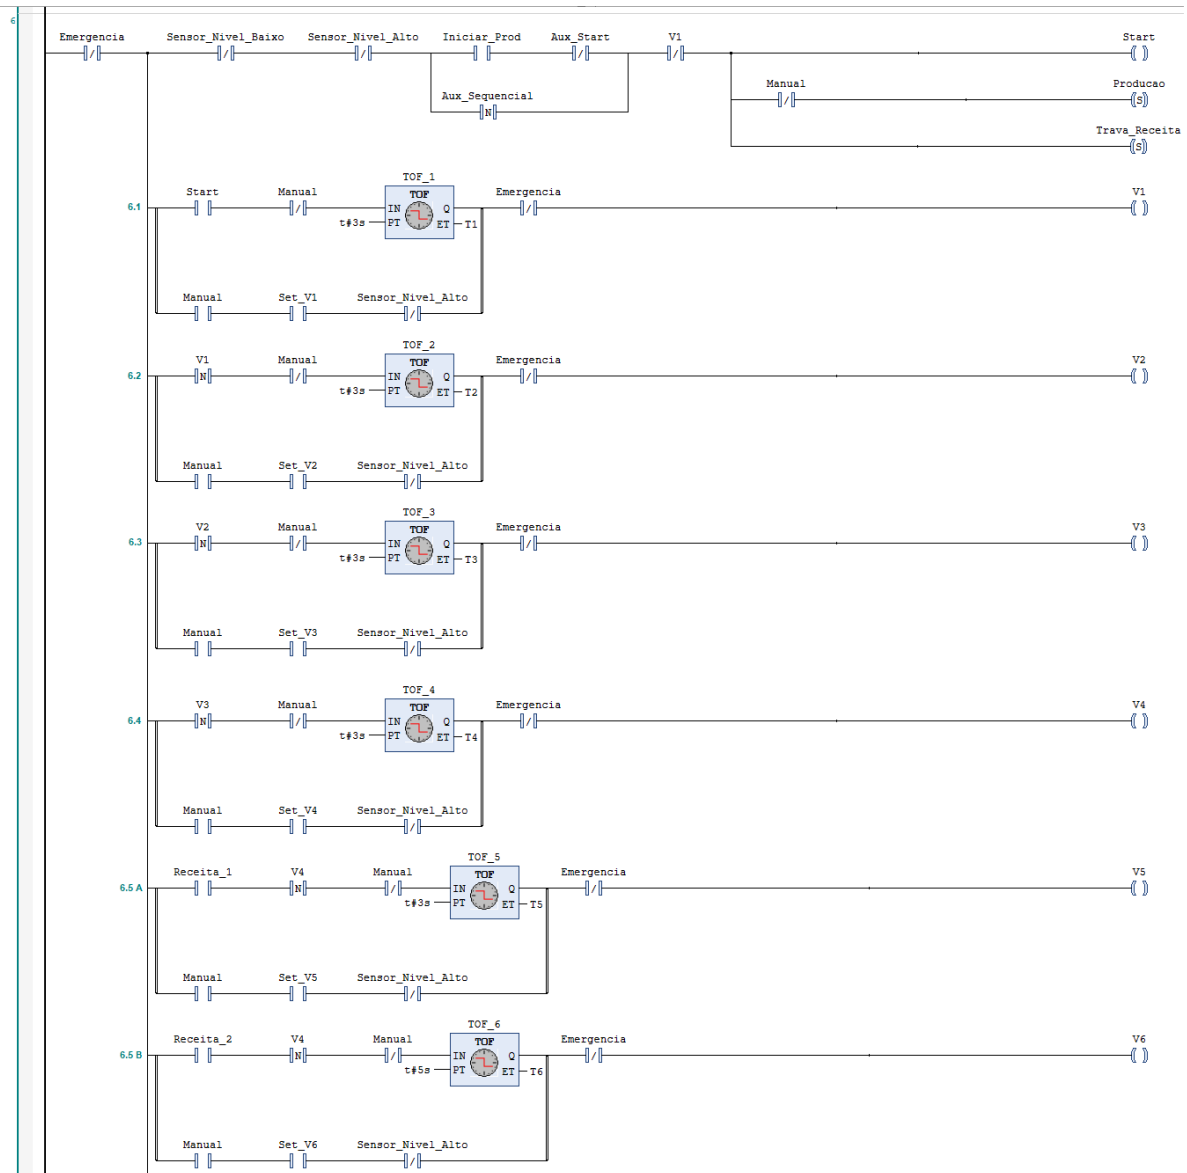 6
Emergencia Sensor_Nivel_Baixo Sensor_Nivel_Alto Iniciar_Prod Aux_Start V1 Start
Manual Producao
S
Aux_Sequencial
N
Trava_Receita
S
TOF_1
6.1 Start Manual TOF Emergencia V1
IN Q
t#3s PT ET T1
Manual Set_V1 Sensor_Nivel_Alto
TOF_2
6.2 V1 Manual TOF Emergencia V2
N IN Q
t#3s PT ET T2
Manual Set_V2 Sensor_Nivel_Alto
TOF_3
6.3 V2 Manual TOF Emergencia V3
N IN Q
t#3s PT ET T3
Manual Set_V3 Sensor_Nivel_Alto
TOF_4
6.4 V3 Manual TOF Emergencia V4
N IN Q
t#3s PT ET T4
Manual Set_V4 Sensor_Nivel_Alto
TOF_5
6.5 A Receita_1 V4 Manual TOF Emergencia V5
N IN Q
t#3s PT ET T5
Manual Set_V5 Sensor_Nivel_Alto
TOF_6
6.5 B Receita_2 V4 Manual TOF Emergencia V6
N IN Q
t#5s PT ET T6
Manual Set_V6 Sensor_Nivel_Alto